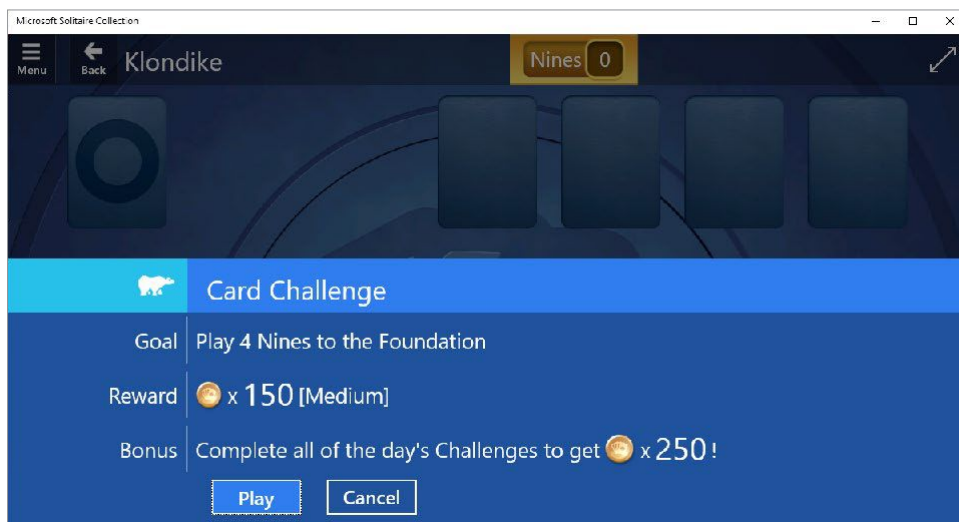 Microsoft Solitaire Collection
Menu
Back
Klondike
Nines 0
Card Challenge
Goal Play 4 Nines to the Foundation
Reward x 150 [Medium]
Bonus Complete all of the day's Challenges to get x 250!
Play Cancel